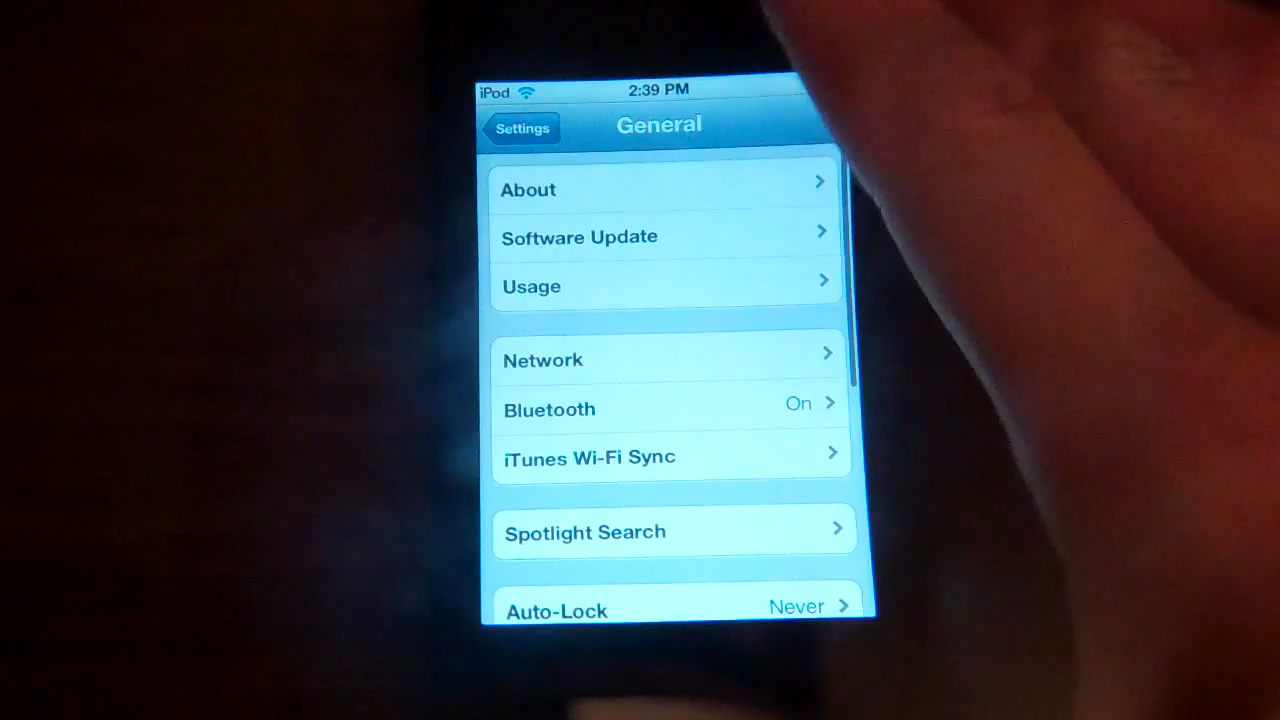 iPod 2:39 PM
Settings General
About
Software Update
Usage
Network
Bluetooth On
iTunes Wi-Fi Sync
Spotlight Search
Auto-Lock Never